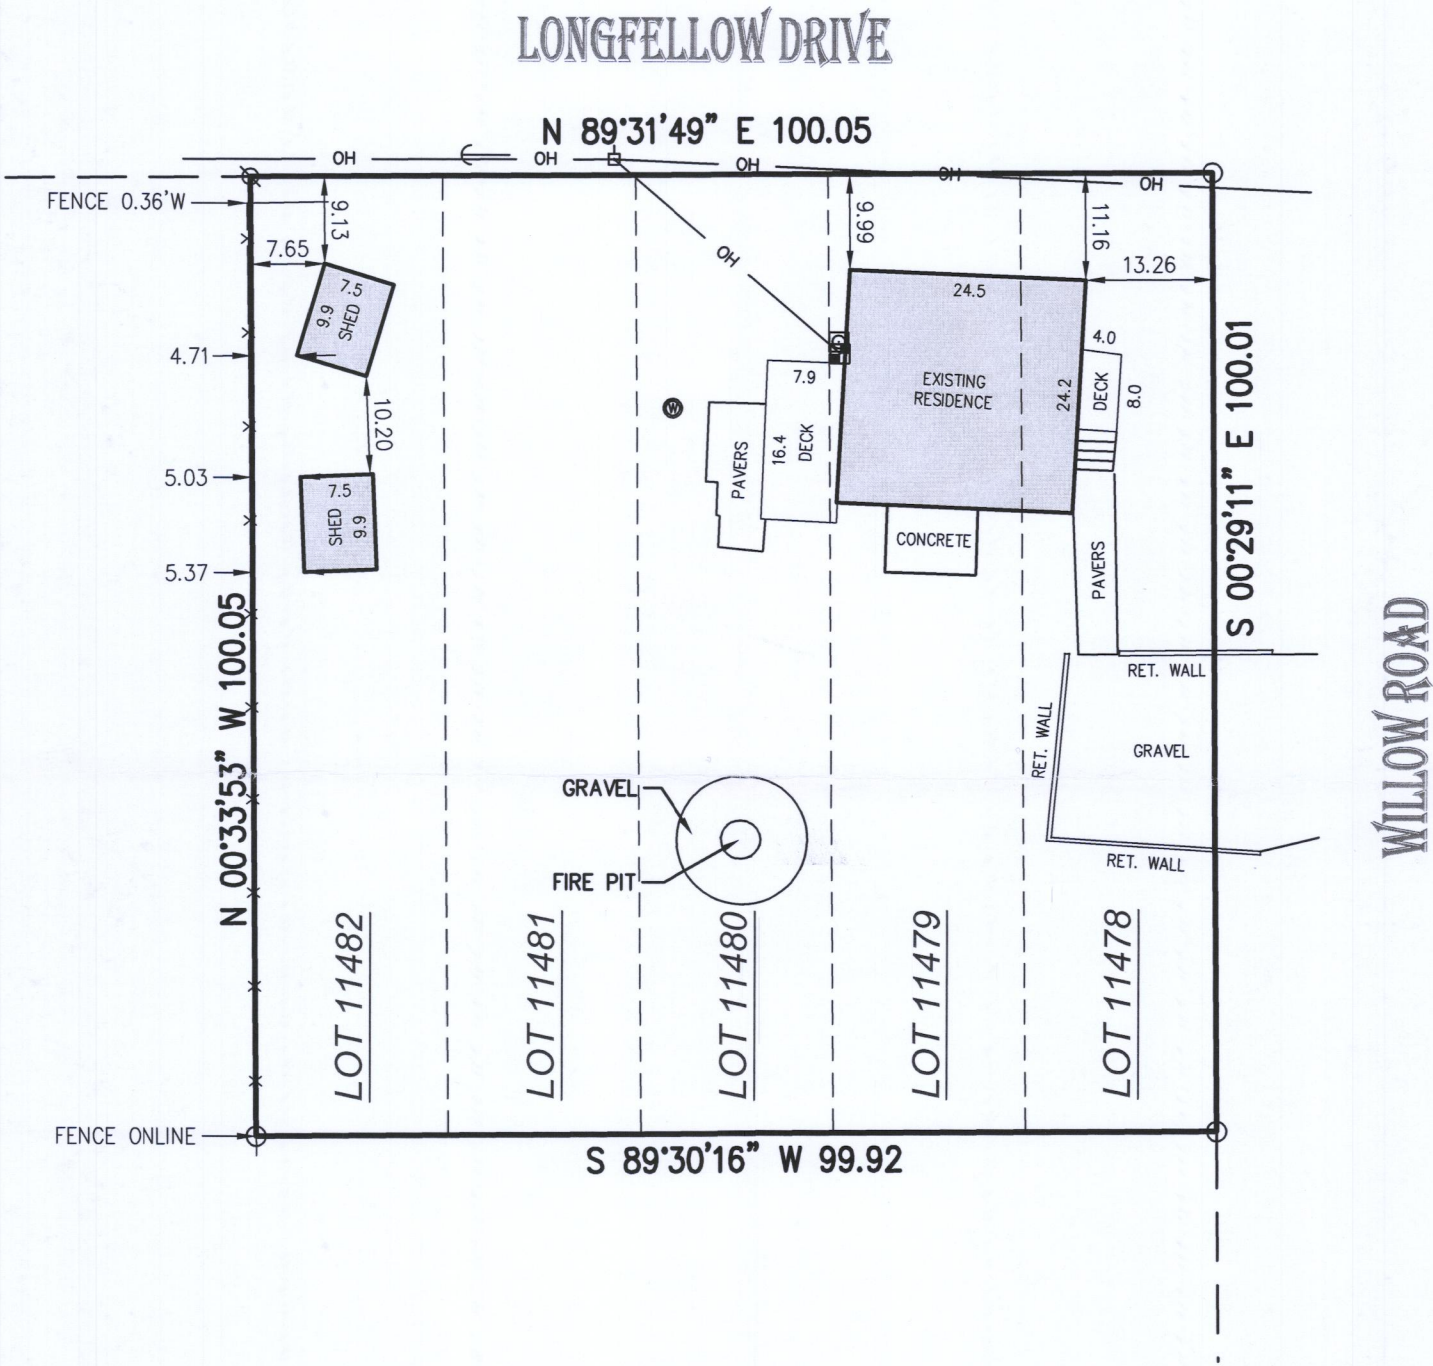 LONGFELLOW DRIVE
N 89°31'49" E 100.05
OH
OH
OH
OH
OH
FENCE 0.36'W
9.13
9.99
11.16
7.65
13.26
OH
7.5
9.9
SHED
24.5
4.71
4.0
7.9
EXISTING
RESIDENCE
24.2
DECK
8.0
W
10.20
16.4
DECK
PAVERS
S 00°29'11" E 100.01
5.03
7.5
SHED
9.9
CONCRETE
5.37
PAVERS
N 00°33'53" W 100.05
WILLOW ROAD
RET. WALL
RET. WALL
GRAVEL
GRAVEL
RET. WALL
FIRE PIT
LOT 11482
LOT 11481
LOT 11480
LOT 11479
LOT 11478
FENCE ONLINE
S 89°30'16" W 99.92